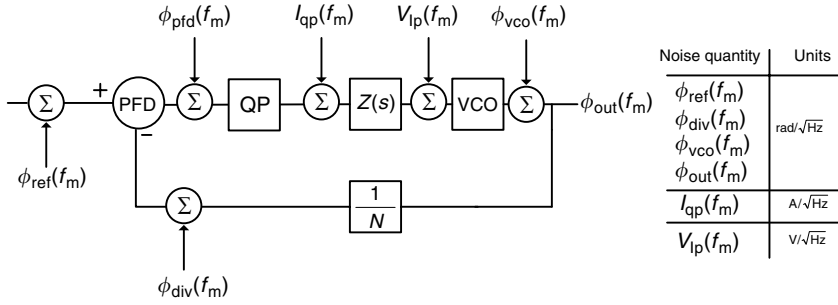 ϕpfd(fm) Iqp(fm) Vlp(fm) ϕvco(fm)
Σ + PFD Σ QP Σ Z(s) Σ VCO Σ ϕout(fm)
−
ϕref(fm)
Σ 1/N
ϕdiv(fm)
Noise quantity Units
ϕref(fm)
ϕdiv(fm) rad/√Hz
ϕvco(fm)
ϕout(fm)
Iqp(fm) A/√Hz
Vlp(fm) V/√Hz